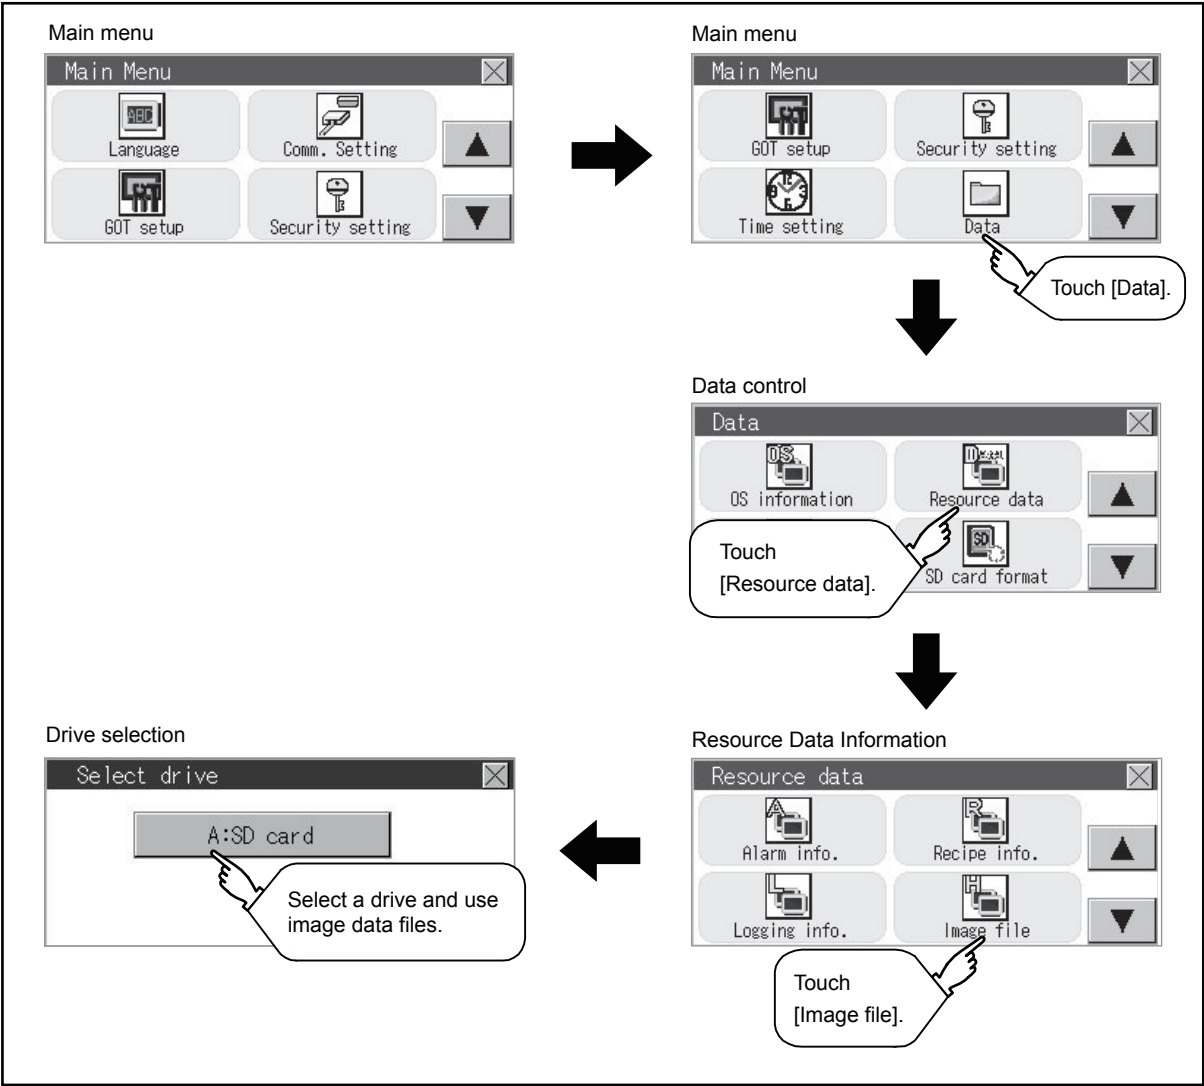 Main menu
Main Menu
ABC
Language
Comm. Setting
GOT setup
Security setting
Main menu
Main Menu
GOT setup
Security setting
Time setting
Data
Touch [Data].
Data control
Data
OS
OS information
Resource data
Touch
[Resource data].
SD
SD card format
Drive selection
Select drive
A:SD card
Select a drive and use
image data files.
Resource Data Information
Resource data
A
Alarm info.
R
Recipe info.
L
Logging info.
H
Image file
Touch
[Image file].